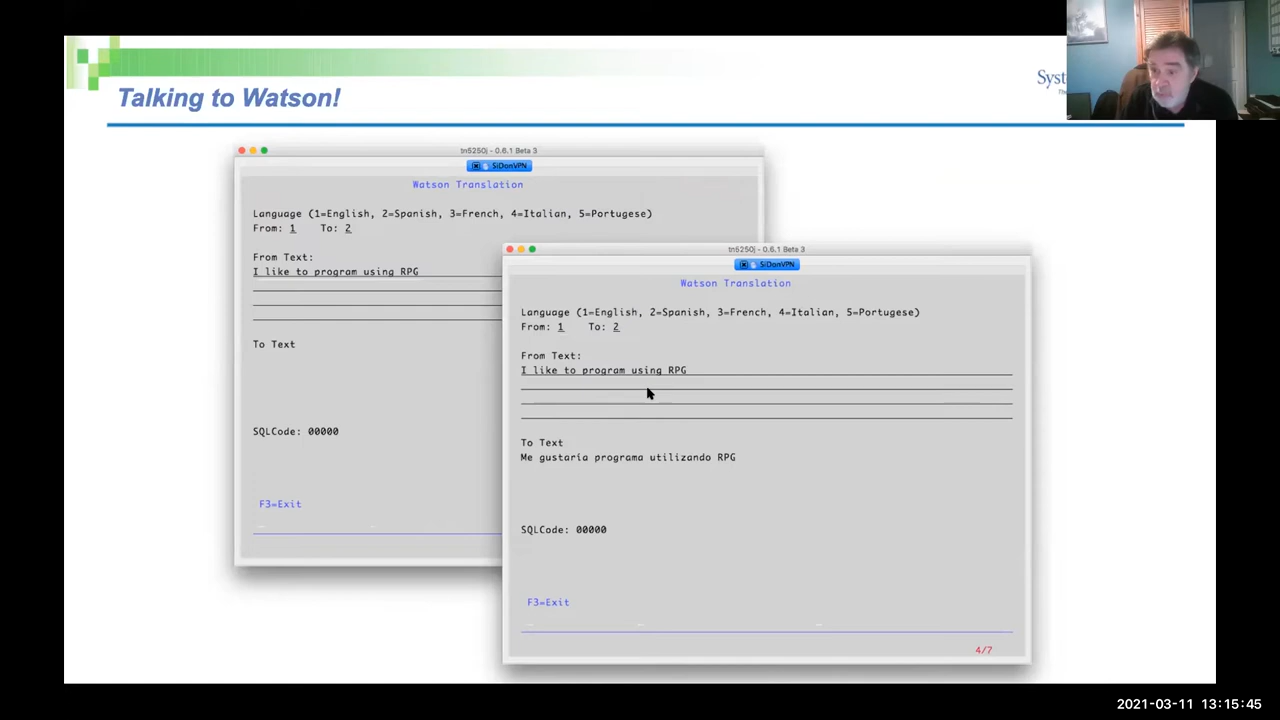 Talking to Watson!
Syst
tn5250j - 0.6.1 Beta 3
SiDonVPN
Watson Translation
Language (1=English, 2=Spanish, 3=French, 4=Italian, 5=Portugese)
From: 1 To: 2
From Text:
I like to program using RPG
To Text
SQLCode: 00000
F3=Exit
tn5250j - 0.6.1 Beta 3
SiDonVPN
Watson Translation
Language (1=English, 2=Spanish, 3=French, 4=Italian, 5=Portugese)
From: 1 To: 2
From Text:
I like to program using RPG
To Text
Me gustaría programa utilizando RPG
SQLCode: 00000
F3=Exit
4/7
2021-03-11 13:15:45